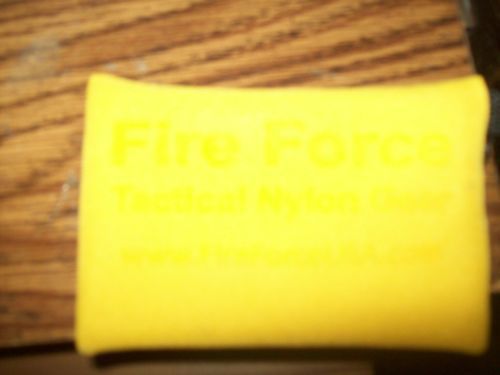 Fire Force
Tactical Nylon Gear
www.FireForceUSA.com